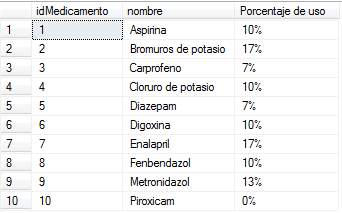 idMedicamento nombre Porcentaje de uso
1 1 Aspirina 10%
2 2 Bromuros de potasio 17%
3 3 Carprofeno 7%
4 4 Cloruro de potasio 10%
5 5 Diazepam 7%
6 6 Digoxina 10%
7 7 Enalapril 17%
8 8 Fenbendazol 10%
9 9 Metronidazol 13%
10 10 Piroxicam 0%